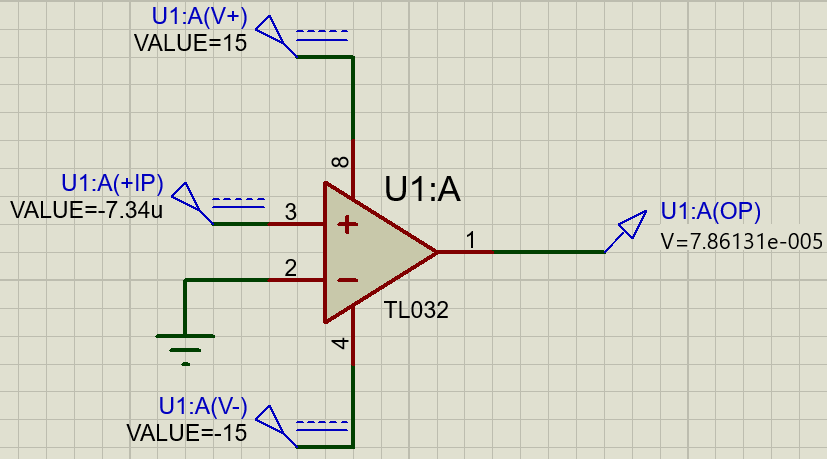 U1:A(V+)
VALUE=15
8
U1:A
U1:A(+IP)
VALUE=-7.34u
3
+
1
U1:A(OP)
V=7.86131e-005
2
−
TL032
4
U1:A(V-)
VALUE=-15